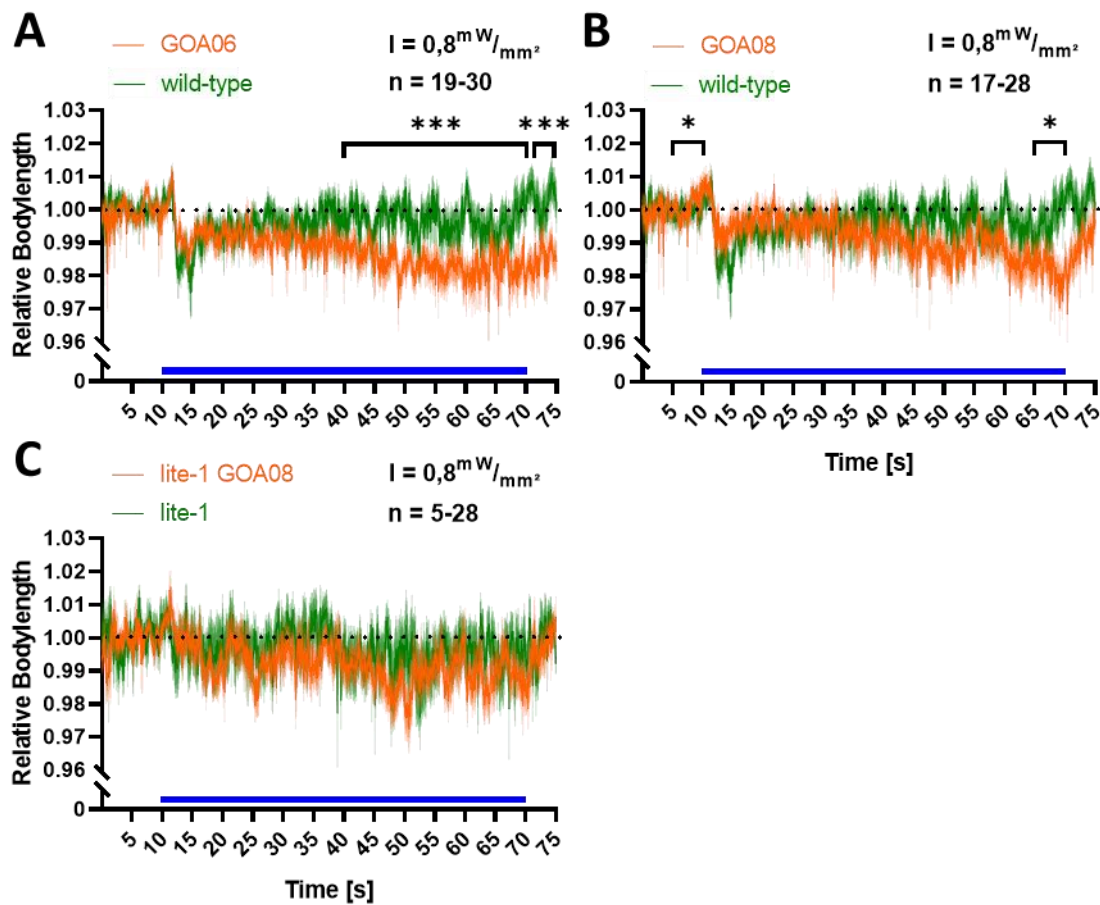 A
GOA06
wild-type
I = 0,8 mW/mm²
n = 19-30
*** ***
Relative Bodylength
1.03
1.02
1.01
1.00
0.99
0.98
0.97
0.96
0
5 10 15 20 25 30 35 40 45 50 55 60 65 70 75
B
GOA08
wild-type
I = 0,8 mW/mm²
n = 17-28
* *
Relative Bodylength
1.03
1.02
1.01
1.00
0.99
0.98
0.97
0.96
0
5 10 15 20 25 30 35 40 45 50 55 60 65 70 75
Time [s]
C
lite-1 GOA08
lite-1
I = 0,8 mW/mm²
n = 5-28
Relative Bodylength
1.03
1.02
1.01
1.00
0.99
0.98
0.97
0.96
0
5 10 15 20 25 30 35 40 45 50 55 60 65 70 75
Time [s]